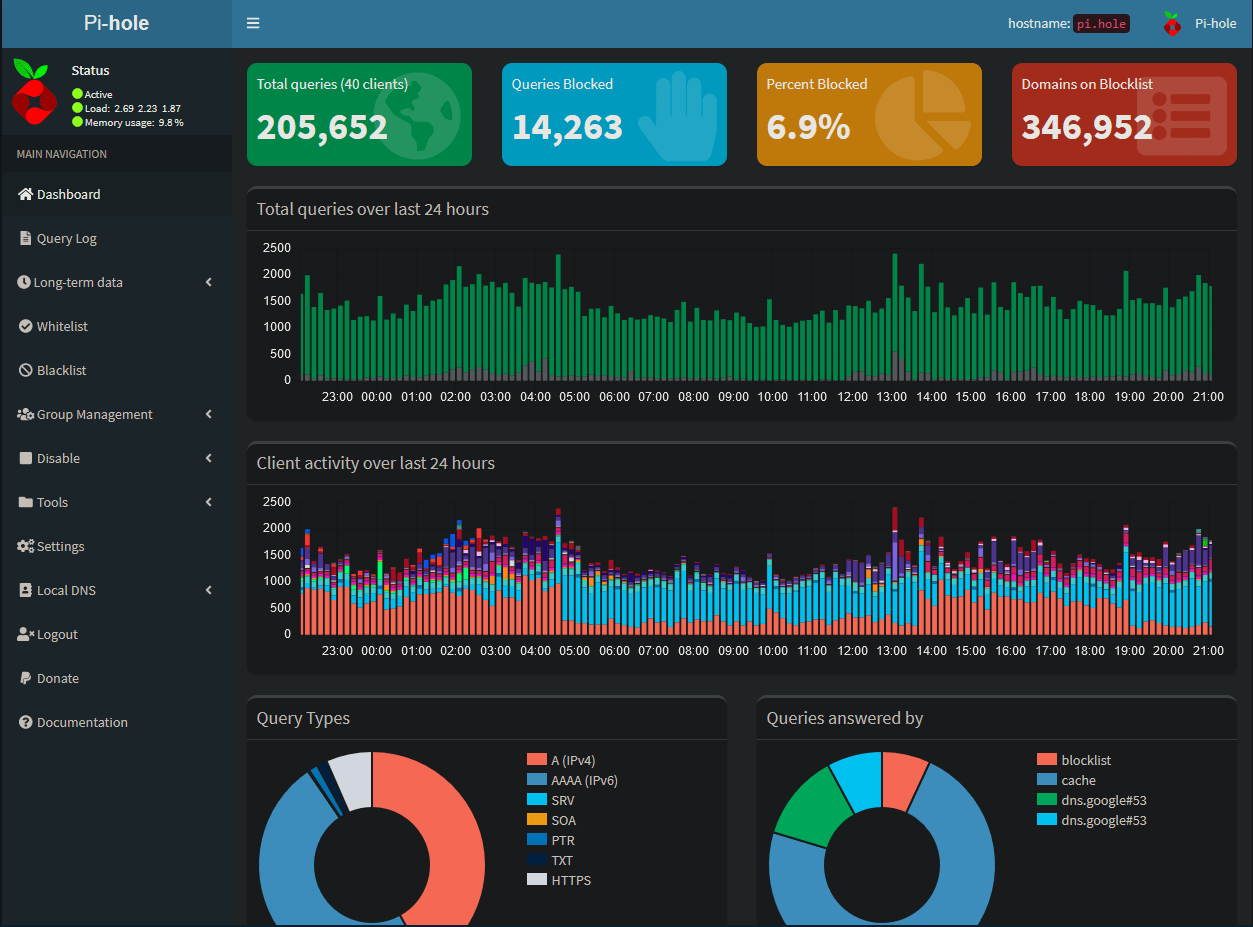 Pi-hole
hostname: pi.hole
Pi-hole
Status
Active
Load: 2.69 2.23 1.87
Memory usage: 9.8 %
MAIN NAVIGATION
Dashboard
Query Log
Long-term data
Whitelist
Blacklist
Group Management
Disable
Tools
Settings
Local DNS
Logout
Donate
Documentation
Total queries (40 clients)
205,652
Queries Blocked
14,263
Percent Blocked
6.9%
Domains on Blocklist
346,952
Total queries over last 24 hours
2500
2000
1500
1000
500
0
23:00 00:00 01:00 02:00 03:00 04:00 05:00 06:00 07:00 08:00 09:00 10:00 11:00 12:00 13:00 14:00 15:00 16:00 17:00 18:00 19:00 20:00 21:00
Client activity over last 24 hours
2500
2000
1500
1000
500
0
23:00 00:00 01:00 02:00 03:00 04:00 05:00 06:00 07:00 08:00 09:00 10:00 11:00 12:00 13:00 14:00 15:00 16:00 17:00 18:00 19:00 20:00 21:00
Query Types
A (IPv4)
AAAA (IPv6)
SRV
SOA
PTR
TXT
HTTPS
Queries answered by
blocklist
cache
dns.google#53
dns.google#53